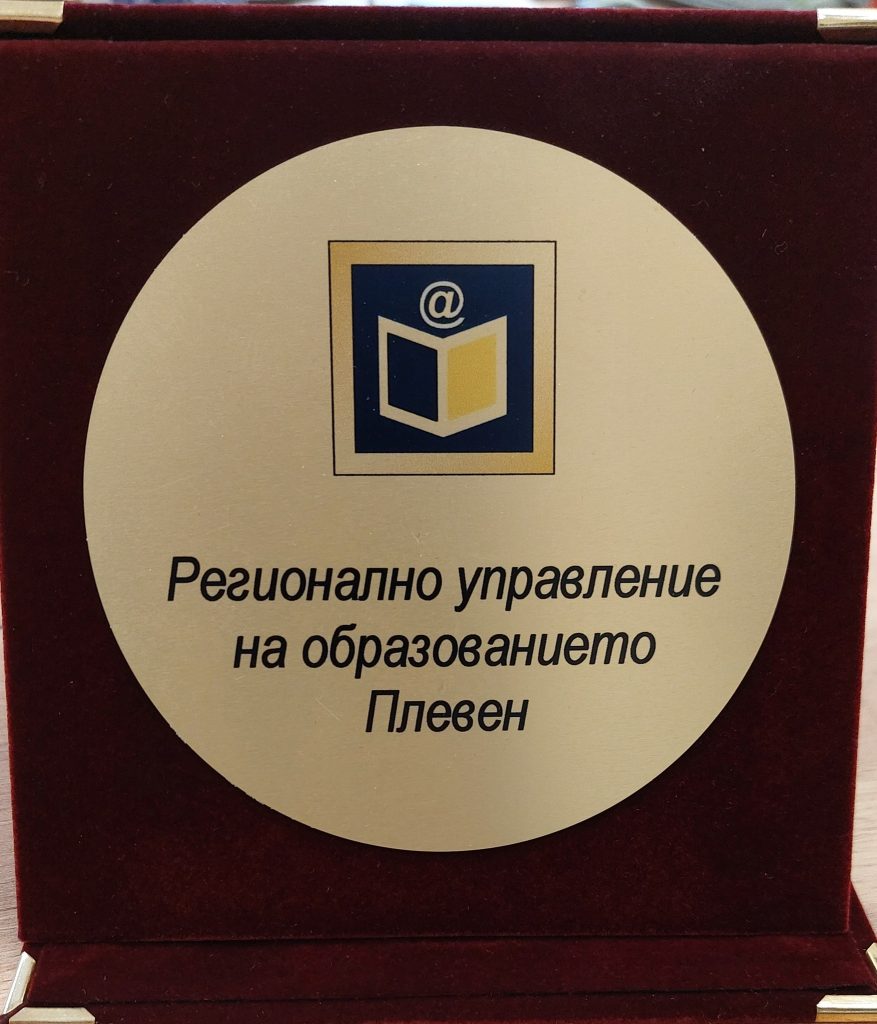 @
Регионално управление
на образованието
Плевен